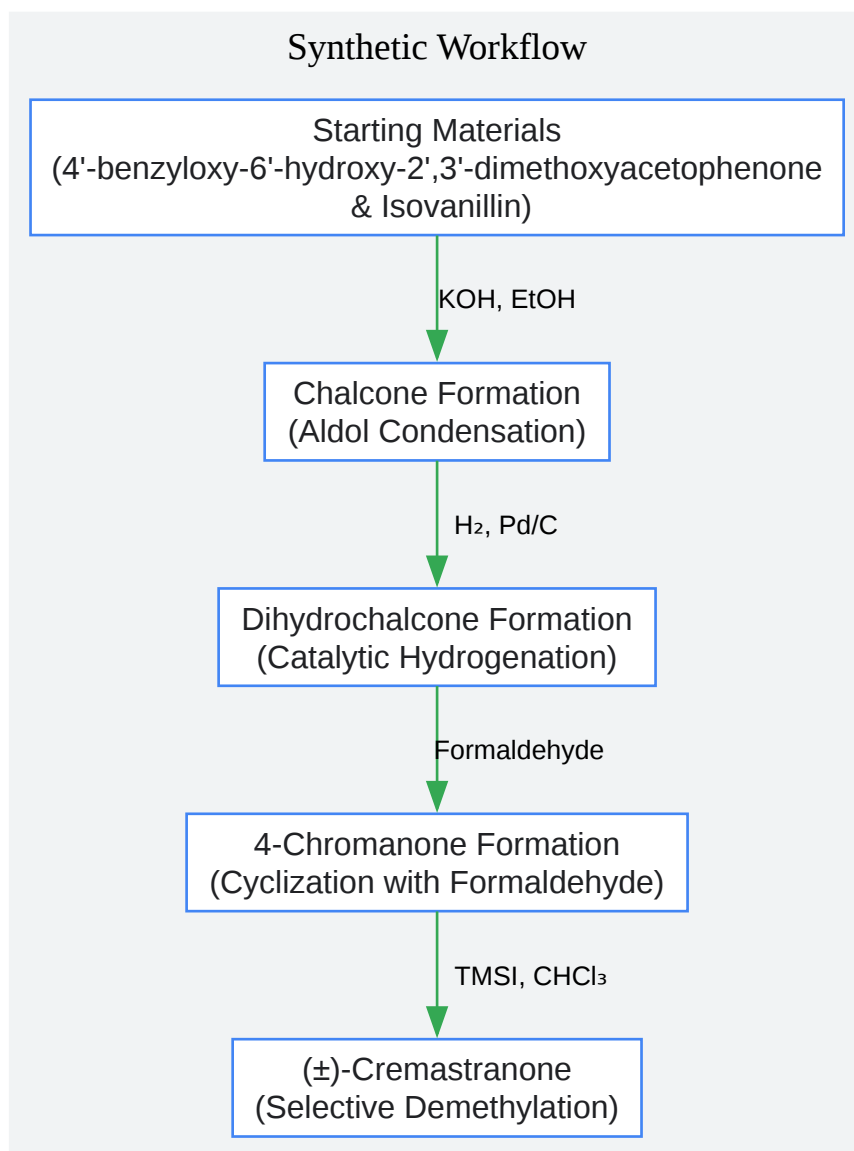 Synthetic Workflow
Starting Materials
(4'-benzyloxy-6'-hydroxy-2',3'-dimethoxyacetophenone
& Isovanillin)
KOH, EtOH
Chalcone Formation
(Aldol Condensation)
H₂, Pd/C
Dihydrochalcone Formation
(Catalytic Hydrogenation)
Formaldehyde
4-Chromanone Formation
(Cyclization with Formaldehyde)
TMSI, CHCl₃
(±)-Cremastranone
(Selective Demethylation)